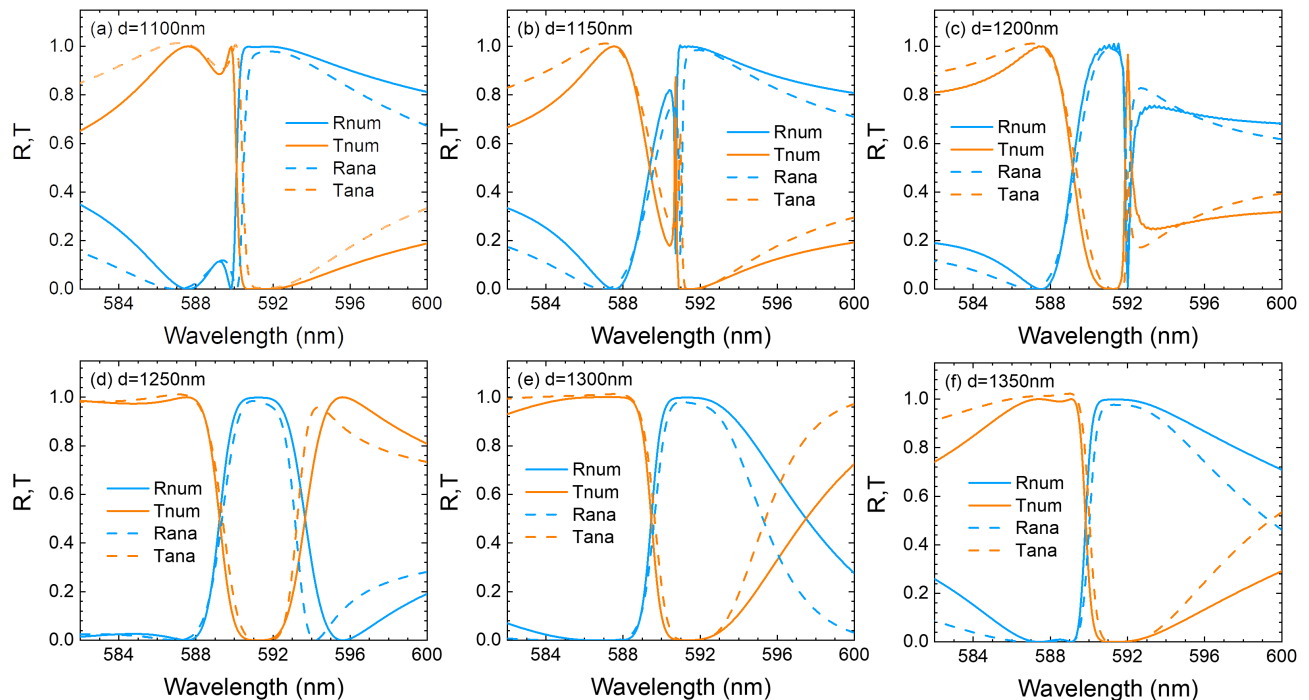 (a) d=1100nm
R,T
1.0
0.8
0.6
0.4
0.2
0.0
Rnum
Tnum
Rana
Tana
584 588 592 596 600
Wavelength (nm)
(b) d=1150nm
R,T
1.0
0.8
0.6
0.4
0.2
0.0
Rnum
Tnum
Rana
Tana
584 588 592 596 600
Wavelength (nm)
(c) d=1200nm
R,T
1.0
0.8
0.6
0.4
0.2
0.0
Rnum
Tnum
Rana
Tana
584 588 592 596 600
Wavelength (nm)
(d) d=1250nm
R,T
1.0
0.8
0.6
0.4
0.2
0.0
Rnum
Tnum
Rana
Tana
584 588 592 596 600
Wavelength (nm)
(e) d=1300nm
R,T
1.0
0.8
0.6
0.4
0.2
0.0
Rnum
Tnum
Rana
Tana
584 588 592 596 600
Wavelength (nm)
(f) d=1350nm
R,T
1.0
0.8
0.6
0.4
0.2
0.0
Rnum
Tnum
Rana
Tana
584 588 592 596 600
Wavelength (nm)